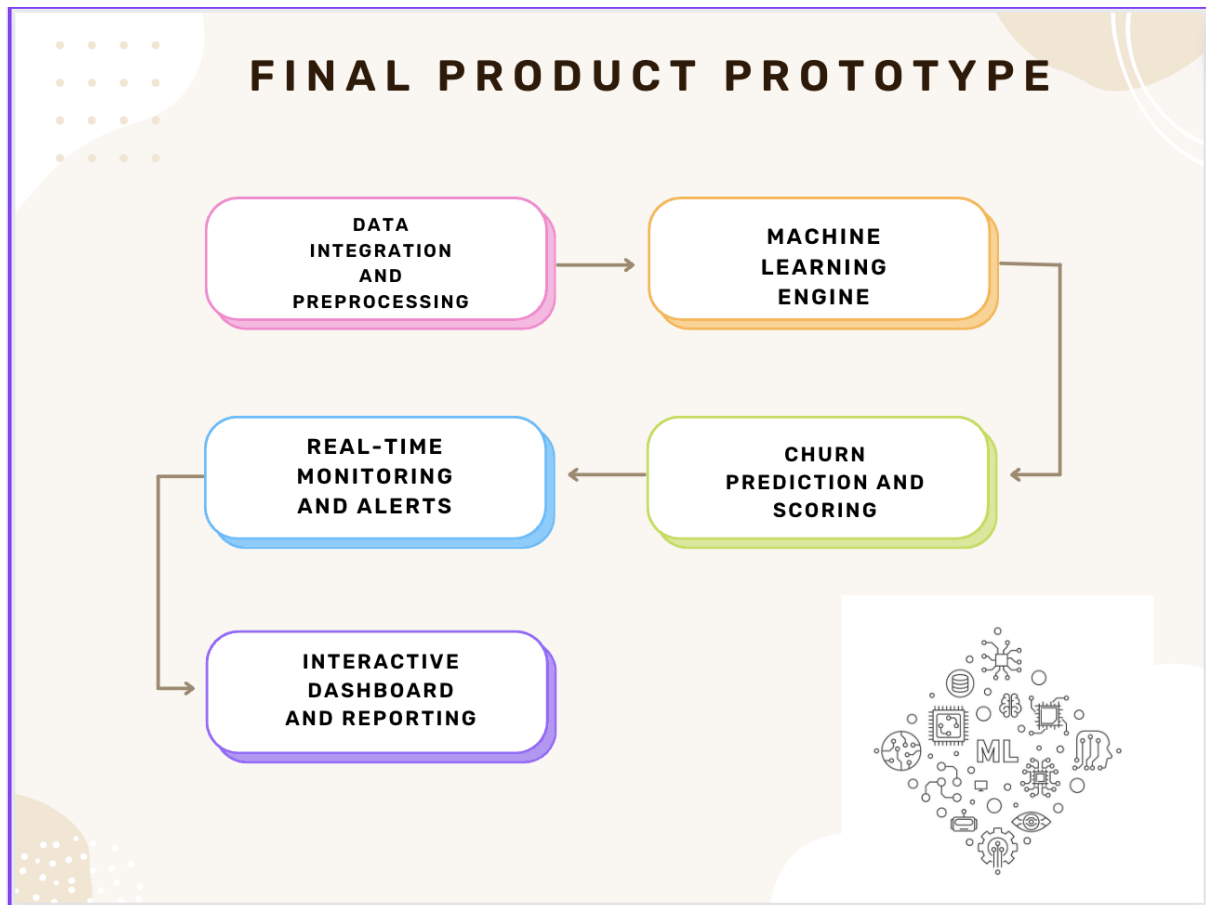 FINAL PRODUCT PROTOTYPE
DATA
INTEGRATION
AND
PREPROCESSING
MACHINE
LEARNING
ENGINE
CHURN
PREDICTION AND
SCORING
REAL-TIME
MONITORING
AND ALERTS
INTERACTIVE
DASHBOARD
AND REPORTING
ML